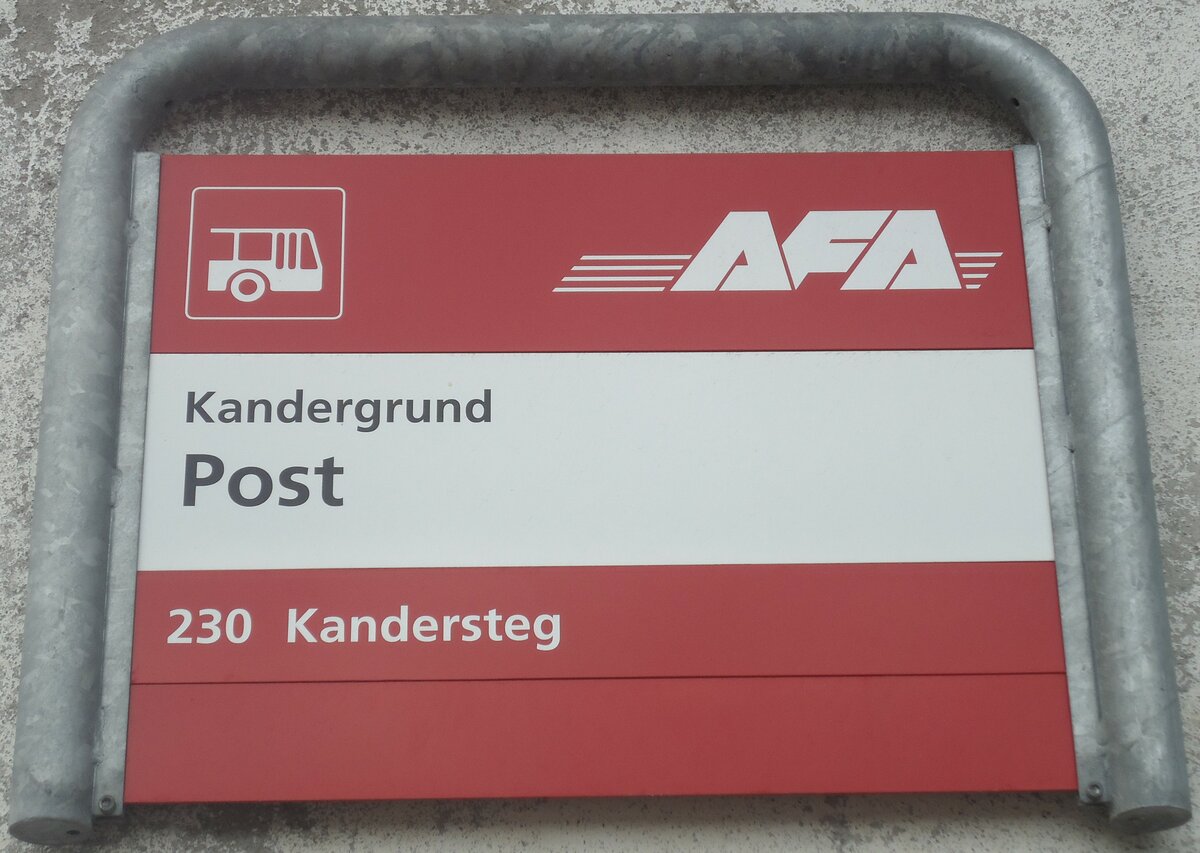 AFA
Kandergrund
Post
230 Kandersteg